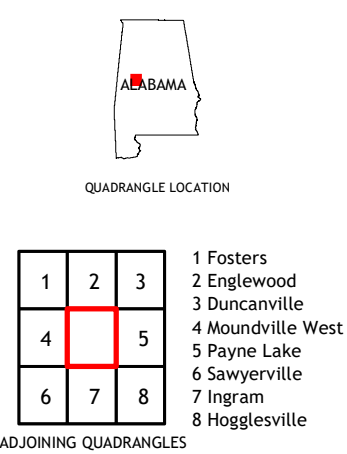 ALABAMA
QUADRANGLE LOCATION
1 2 3
4 5
6 7 8
1 Fosters
2 Englewood
3 Duncanville
4 Moundville West
5 Payne Lake
6 Sawyerville
7 Ingram
8 Hogglesville
ADJOINING QUADRANGLES